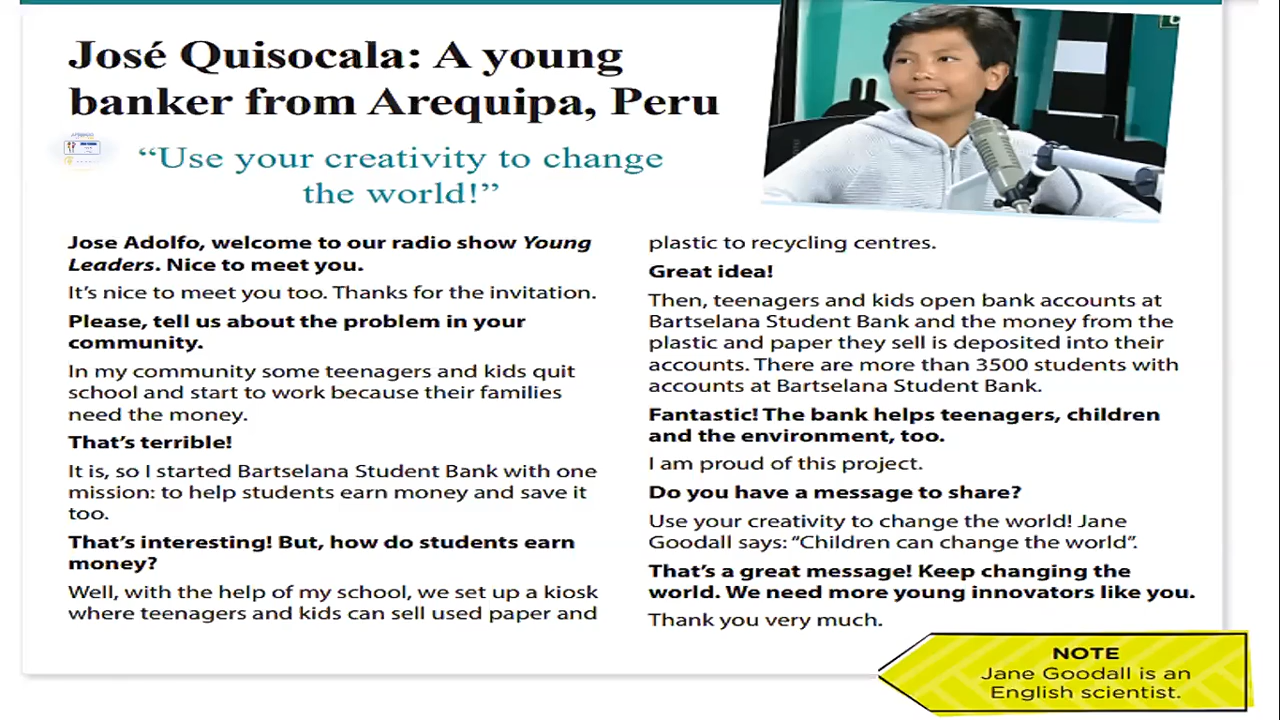 José Quisocala: A young
banker from Arequipa, Peru
“Use your creativity to change
the world!”
Jose Adolfo, welcome to our radio show Young
Leaders. Nice to meet you.
It’s nice to meet you too. Thanks for the invitation.
Please, tell us about the problem in your
community.
In my community some teenagers and kids quit
school and start to work because their families
need the money.
That’s terrible!
It is, so I started Bartselana Student Bank with one
mission: to help students earn money and save it
too.
That’s interesting! But, how do students earn
money?
Well, with the help of my school, we set up a kiosk
where teenagers and kids can sell used paper and
plastic to recycling centres.
Great idea!
Then, teenagers and kids open bank accounts at
Bartselana Student Bank and the money from the
plastic and paper they sell is deposited into their
accounts. There are more than 3500 students with
accounts at Bartselana Student Bank.
Fantastic! The bank helps teenagers, children
and the environment, too.
I am proud of this project.
Do you have a message to share?
Use your creativity to change the world! Jane
Goodall says: “Children can change the world”.
That’s a great message! Keep changing the
world. We need more young innovators like you.
Thank you very much.
NOTE
Jane Goodall is an
English scientist.